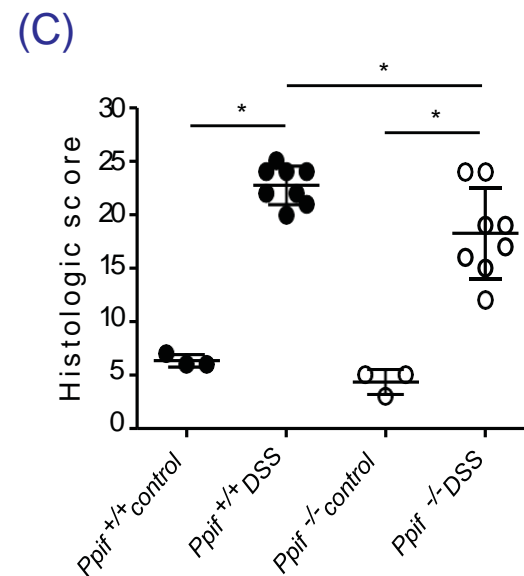 (C)
*
*
*
Histologic score
30
25
20
15
10
5
0
Ppif +/+ control
Ppif +/+ DSS
Ppif -/- control
Ppif -/- DSS